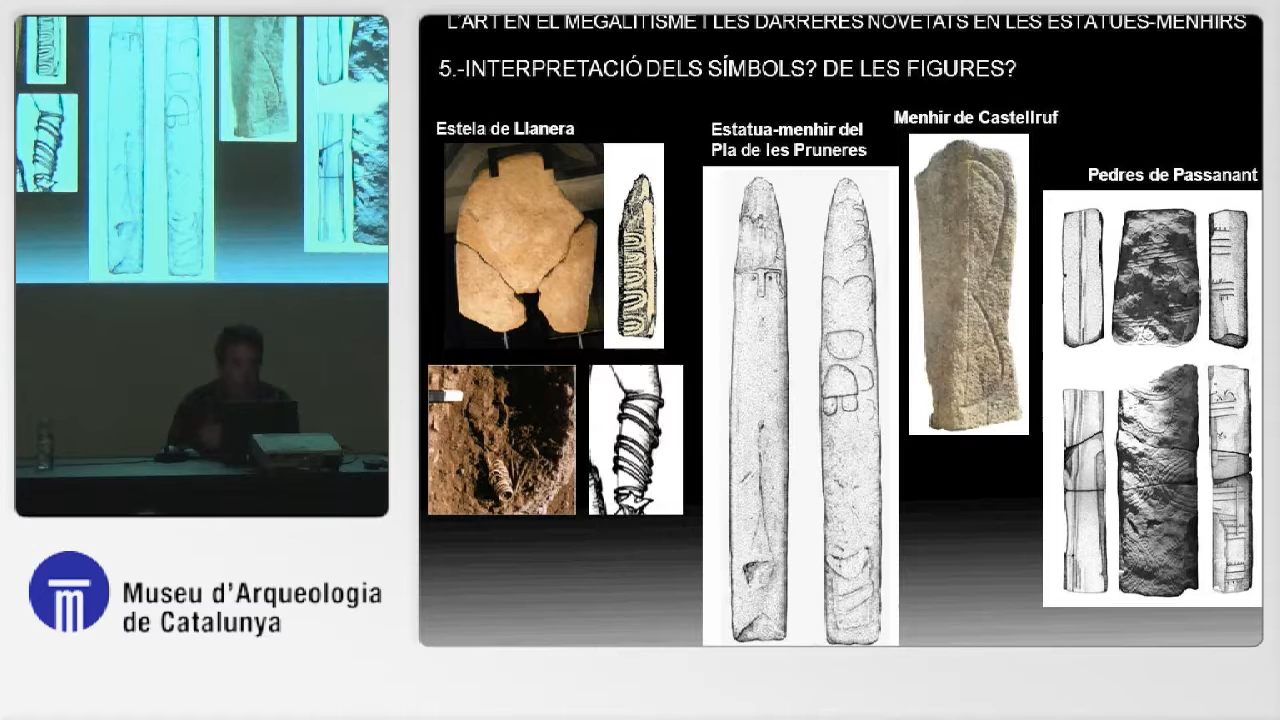 L'ART EN EL MEGALITISME I LES DARRERES NOVETATS EN LES ESTATUES-MENHIRS
5.-INTERPRETACIÓ DELS SÍMBOLS? DE LES FIGURES?
Estela de Llanera
Estatua-menhir del
Pla de les Pruneres
Menhir de Castellruf
Pedres de Passanant
Museu d'Arqueologia
de Catalunya